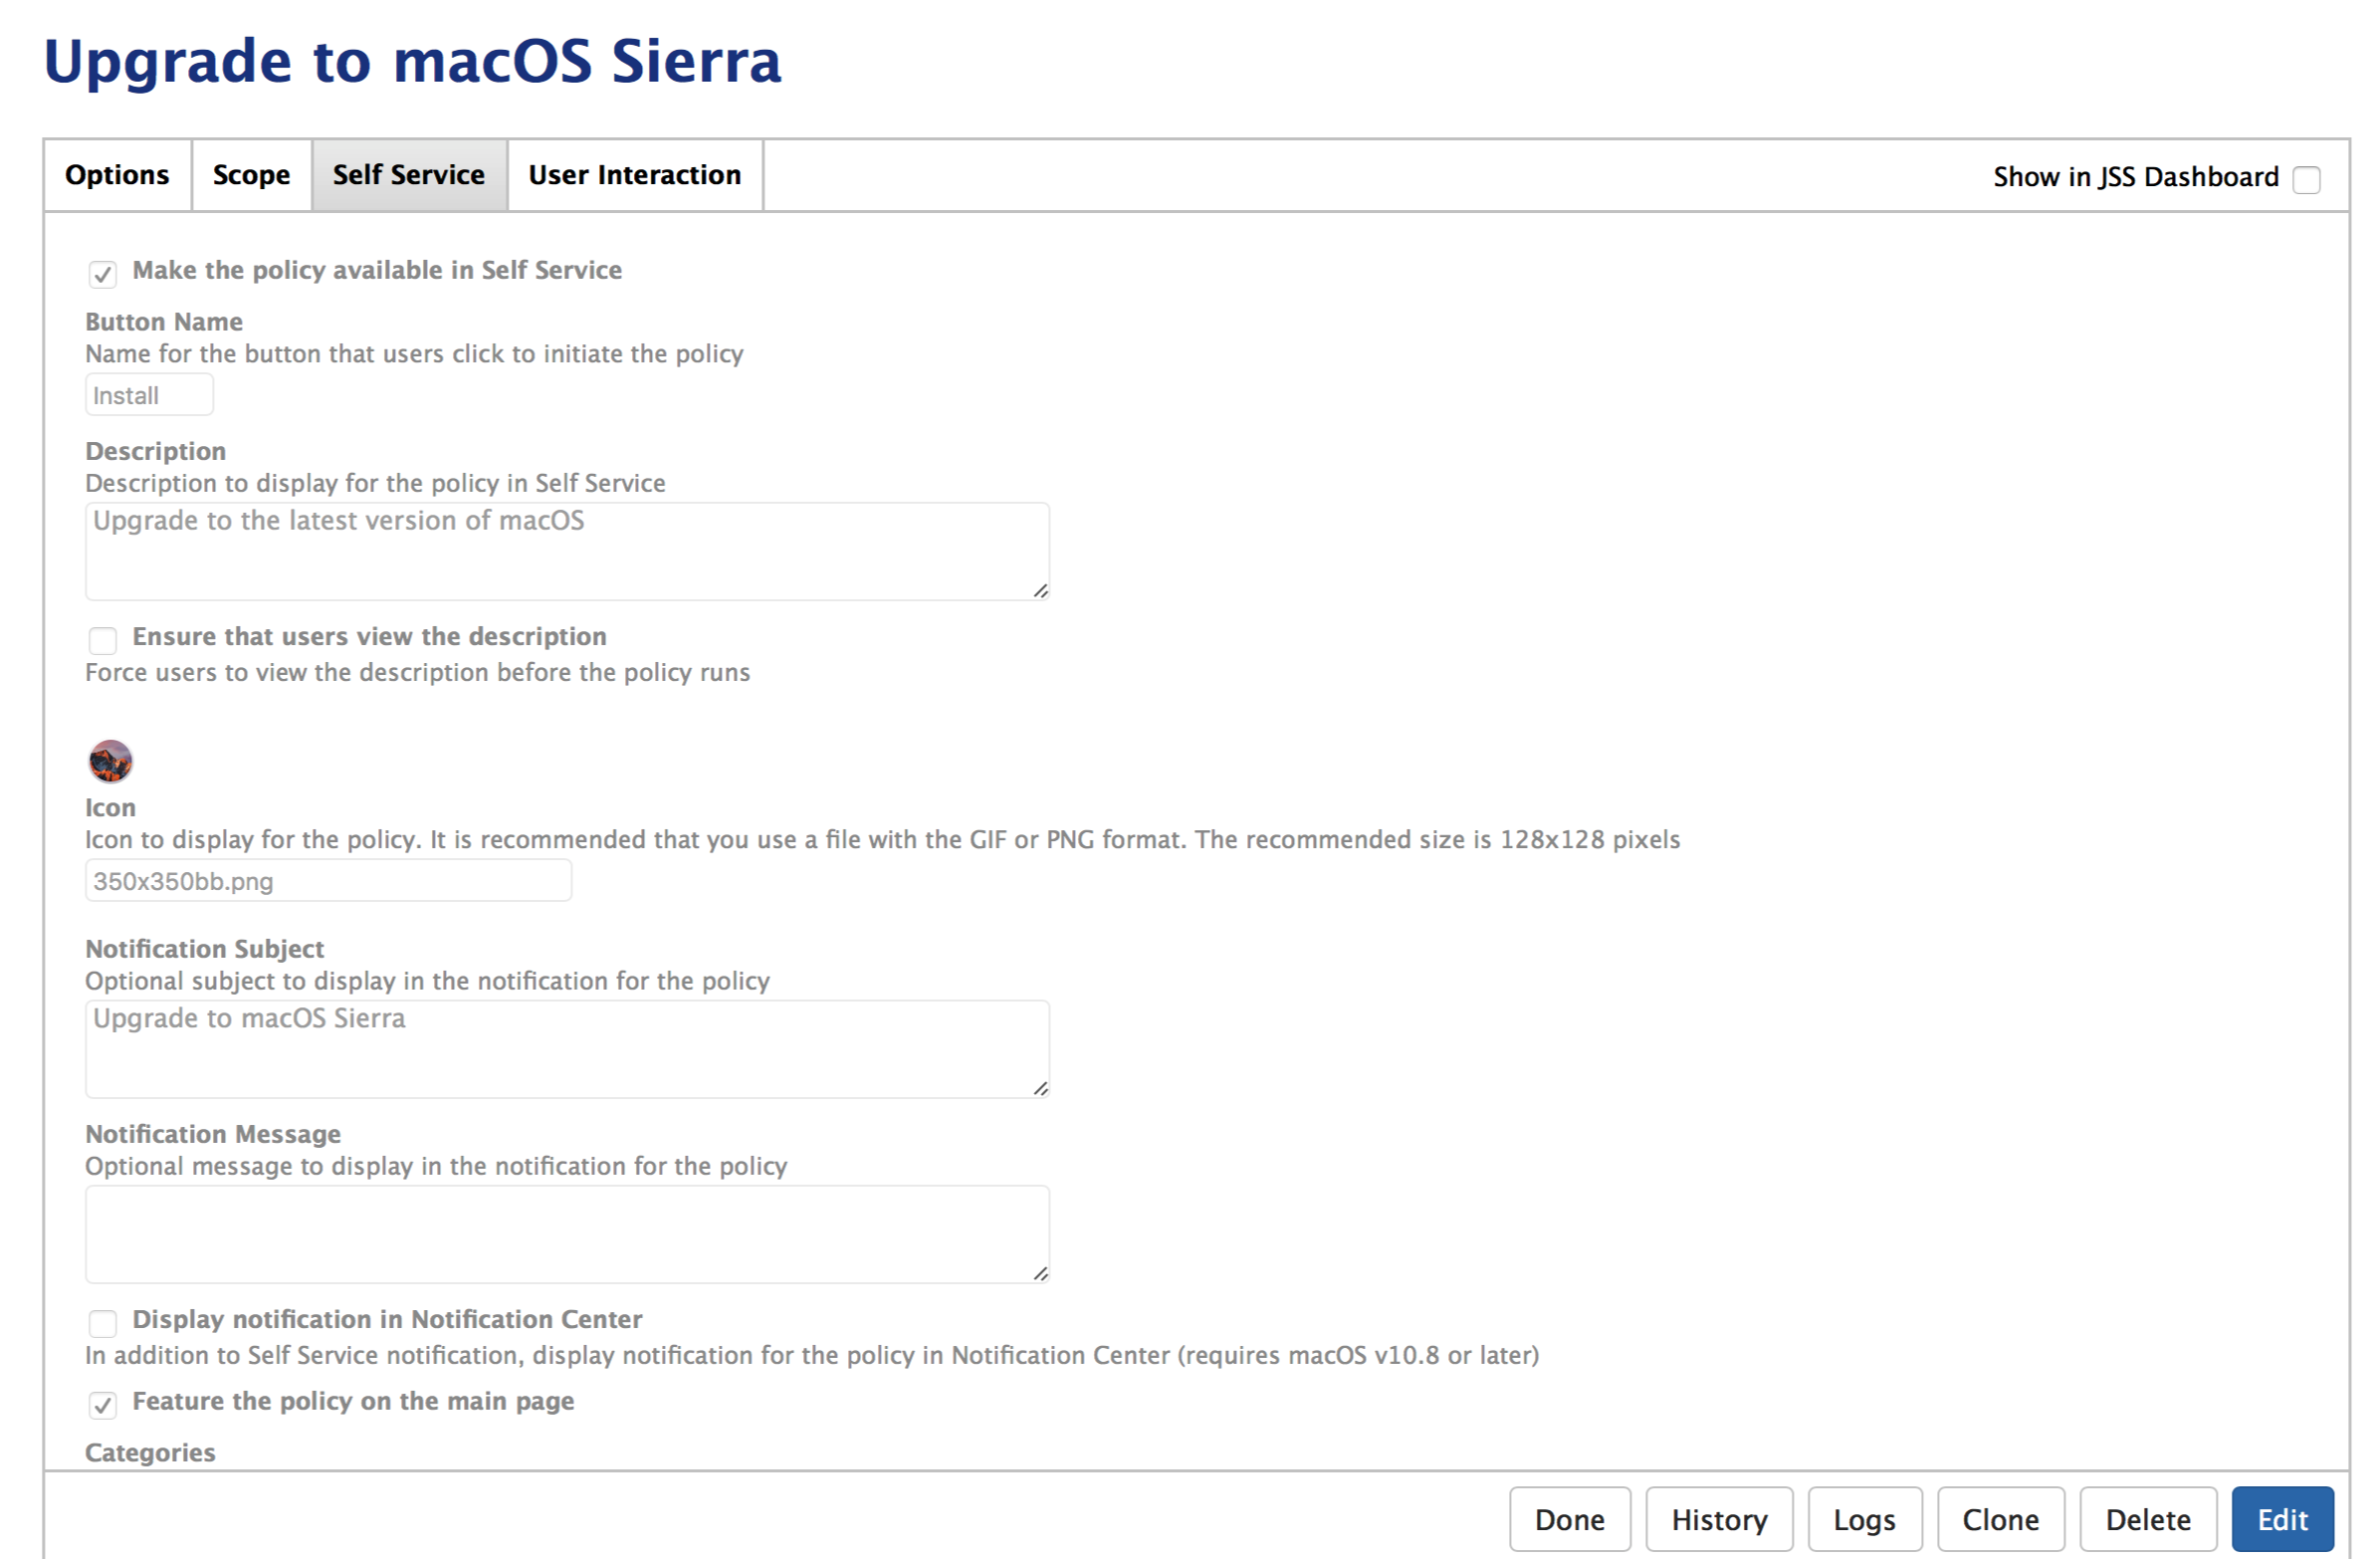 Upgrade to macOS Sierra
Options Scope Self Service User Interaction Show in JSS Dashboard
Make the policy available in Self Service
Button Name
Name for the button that users click to initiate the policy
Install
Description
Description to display for the policy in Self Service
Upgrade to the latest version of macOS
Ensure that users view the description
Force users to view the description before the policy runs
Icon
Icon to display for the policy. It is recommended that you use a file with the GIF or PNG format. The recommended size is 128x128 pixels
350x350bb.png
Notification Subject
Optional subject to display in the notification for the policy
Upgrade to macOS Sierra
Notification Message
Optional message to display in the notification for the policy
Display notification in Notification Center
In addition to Self Service notification, display notification for the policy in Notification Center (requires macOS v10.8 or later)
Feature the policy on the main page
Categories
Done History Logs Clone Delete Edit